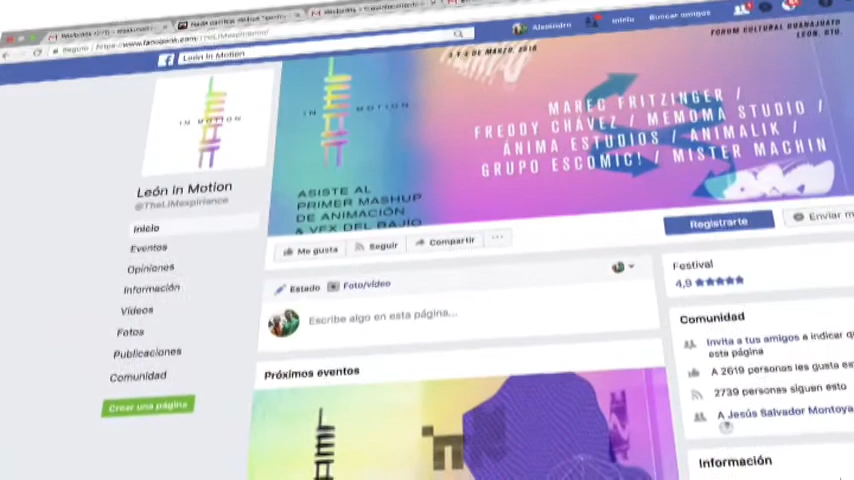 Seguro
León in Motion
Alejandro
Inicio
Buscar amigos
IN MOTION
IN MOTION
3 Y 4 DE MARZO, 2018
FORUM CULTURAL GUANAJUATO
LEÓN, GTO.
MAREC FRITZINGER /
FREDDY CHÁVEZ / MEMOMA STUDIO /
ÁNIMA ESTUDIOS / ANIMALIK /
GRUPO ESCOMIC! / MISTER MACHIN
ASISTE AL
PRIMER MASHUP
DE ANIMACIÓN
& VFX DEL BAJÍO
León in Motion
@TheLIMexpirience
Inicio
Eventos
Opiniones
Información
Videos
Fotos
Publicaciones
Comunidad
Crear una página
Me gusta
Seguir
Compartir
...
Registrarte
Enviar m
Estado
Foto/video
Escribe algo en esta página...
Próximos eventos
Festival
4,9 ★★★★★
Comunidad
Invita a tus amigos a indicar q
esta página
A 2619 personas les gusta es
2739 personas siguen esto
A Jesús Salvador Montoya
Información